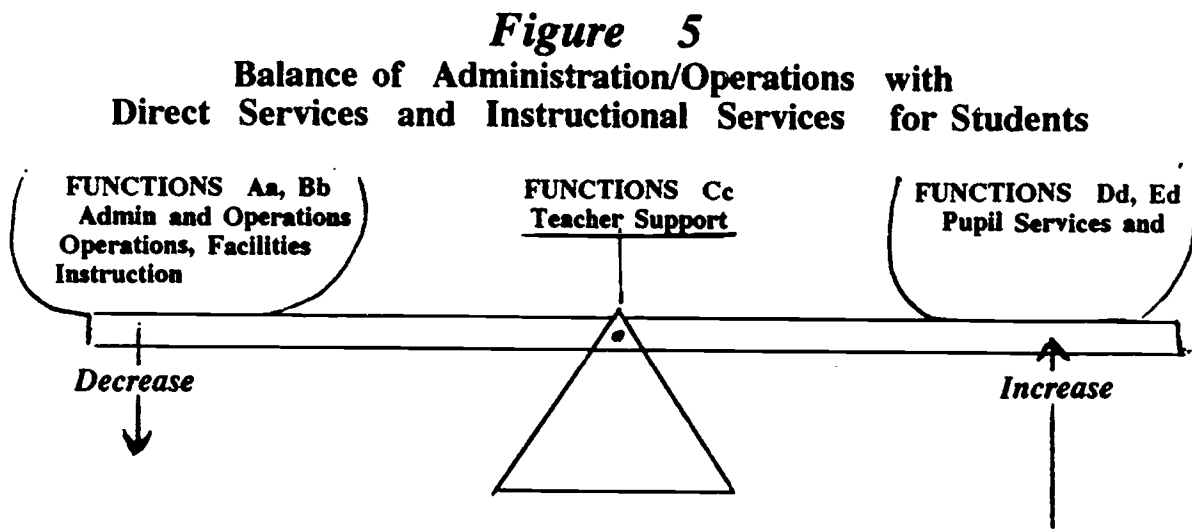 Figure 5
Balance of Administration/Operations with
Direct Services and Instructional Services for Students
FUNCTIONS Aa, Bb
Admin and Operations
Operations, Facilities
Instruction
FUNCTIONS Cc
Teacher Support
FUNCTIONS Dd, Ed
Pupil Services and
Decrease
Increase